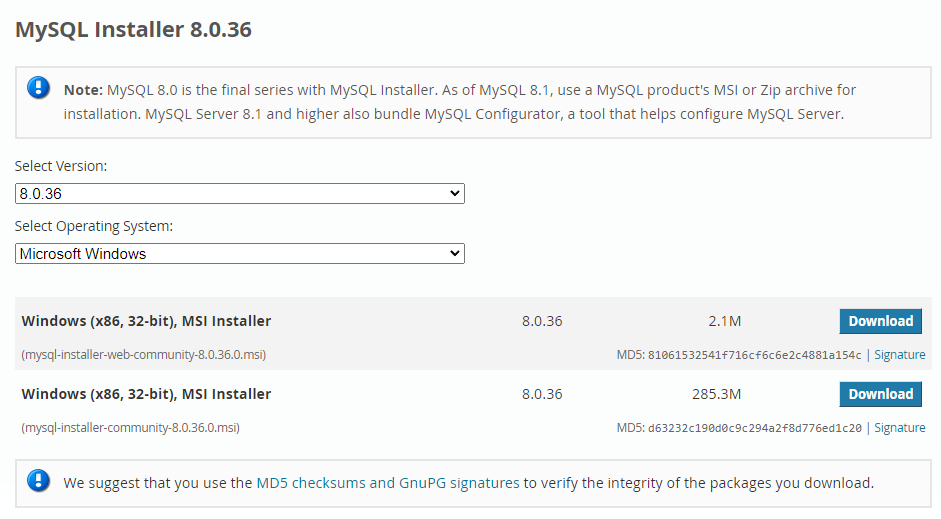 MySQL Installer 8.0.36
Note: MySQL 8.0 is the final series with MySQL Installer. As of MySQL 8.1, use a MySQL product's MSI or Zip archive for
installation. MySQL Server 8.1 and higher also bundle MySQL Configurator, a tool that helps configure MySQL Server.
Select Version:
8.0.36
Select Operating System:
Microsoft Windows
Windows (x86, 32-bit), MSI Installer 8.0.36 2.1M Download
(mysql-installer-web-community-8.0.36.0.msi) MD5: 81061532541f716cf6c6e2c4881a154c | Signature
Windows (x86, 32-bit), MSI Installer 8.0.36 285.3M Download
(mysql-installer-community-8.0.36.0.msi) MD5: d63232c190d0c9c294a2f8d776ed1c20 | Signature
We suggest that you use the MD5 checksums and GnuPG signatures to verify the integrity of the packages you download.